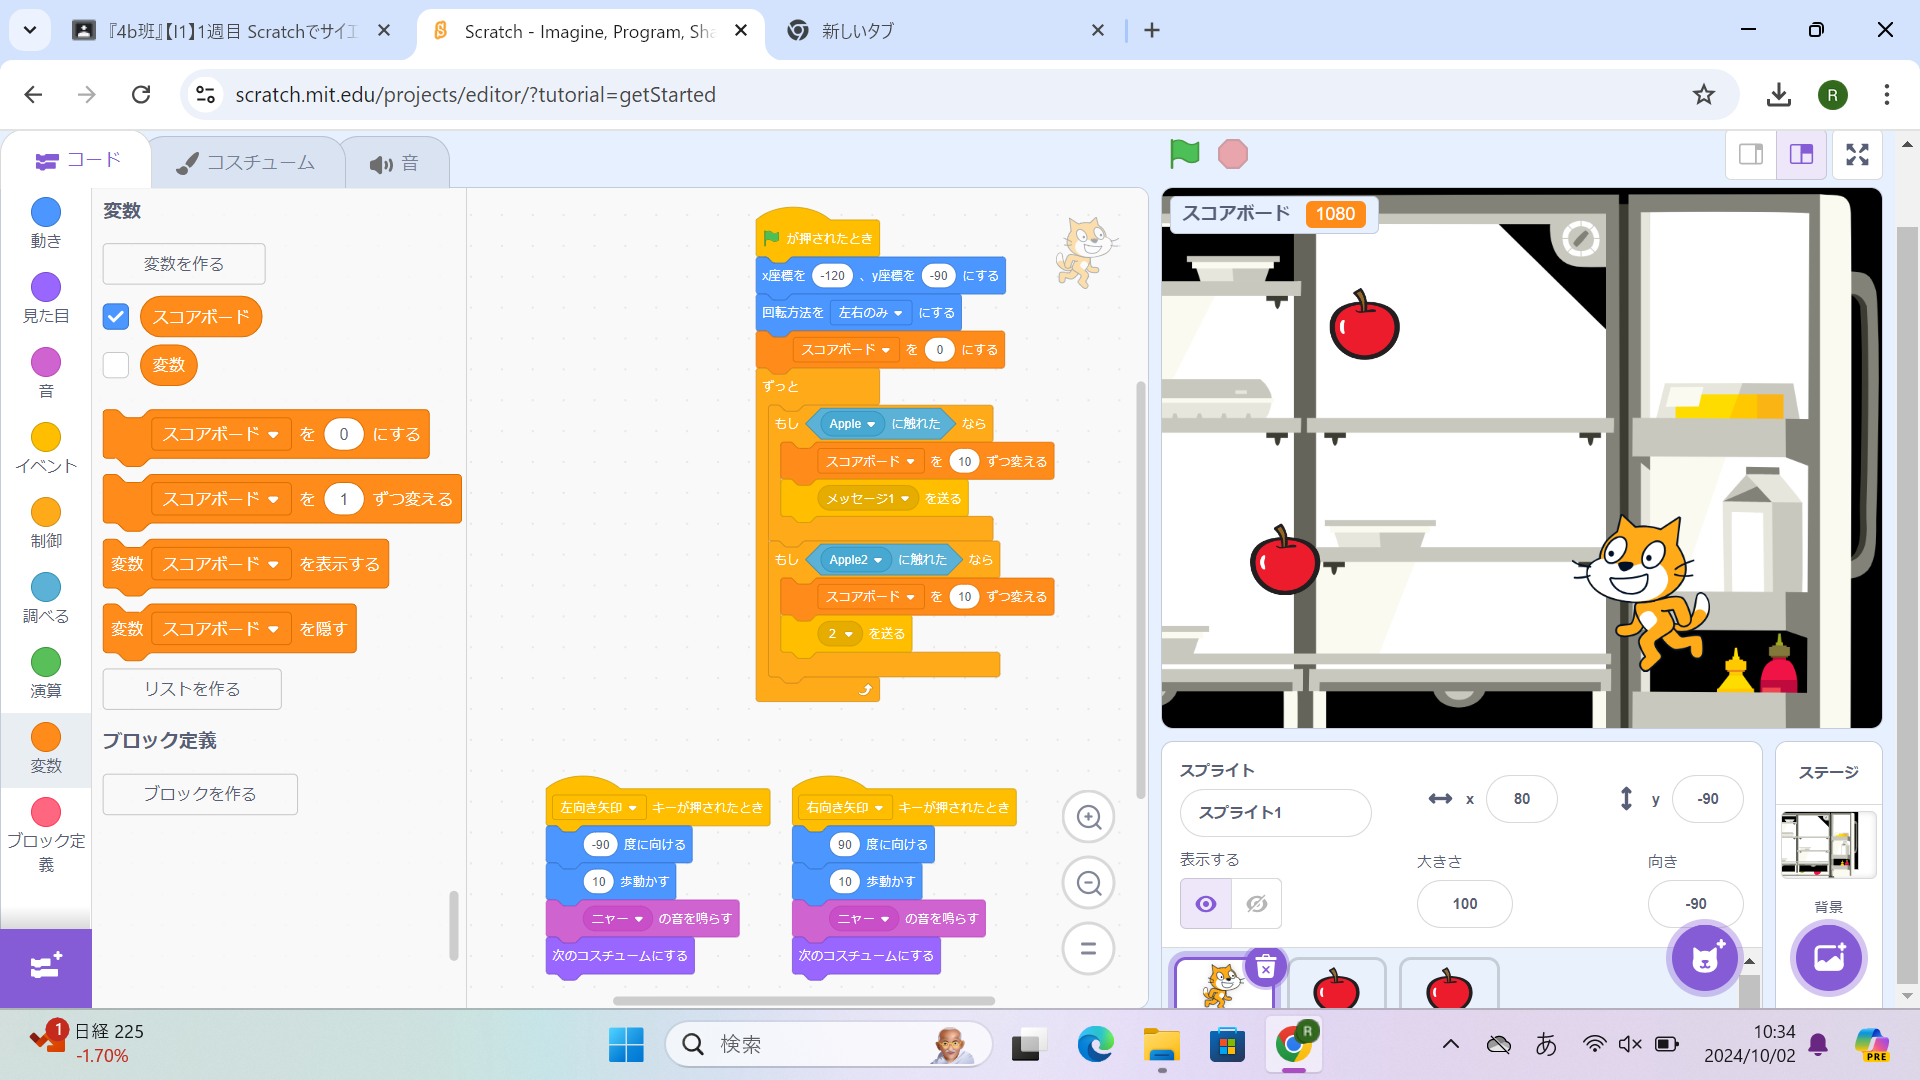 『4b班』【I1】1週目 Scratchでサイエ
Scratch - Imagine, Program, Sha
新しいタブ
scratch.mit.edu/projects/editor/?tutorial=getStarted
R
コード
コスチューム
音
動き
見た目
音
イベント
制御
調べる
演算
変数
ブロック定
義
変数
変数を作る
スコアボード
変数
スコアボード を 0 にする
スコアボード を 1 ずつ変える
変数 スコアボード を表示する
変数 スコアボード を隠す
リストを作る
ブロック定義
ブロックを作る
が押されたとき
x座標を -120 、y座標を -90 にする
回転方法を 左右のみ にする
スコアボード を 0 にする
ずっと
もし Apple に触れた なら
スコアボード を 10 ずつ変える
メッセージ1 を送る
もし Apple2 に触れた なら
スコアボード を 10 ずつ変える
2 を送る
左向き矢印 キーが押されたとき
-90 度に向ける
10 歩動かす
ニャー の音を鳴らす
次のコスチュームにする
右向き矢印 キーが押されたとき
90 度に向ける
10 歩動かす
ニャー の音を鳴らす
次のコスチュームにする
スコアボード 1080
スプライト
スプライト1
x 80
y -90
表示する
大きさ
100
向き
-90
ステージ
背景
1
日経 225
-1.70%
検索
R
あ
10:34
2024/10/02
PRE